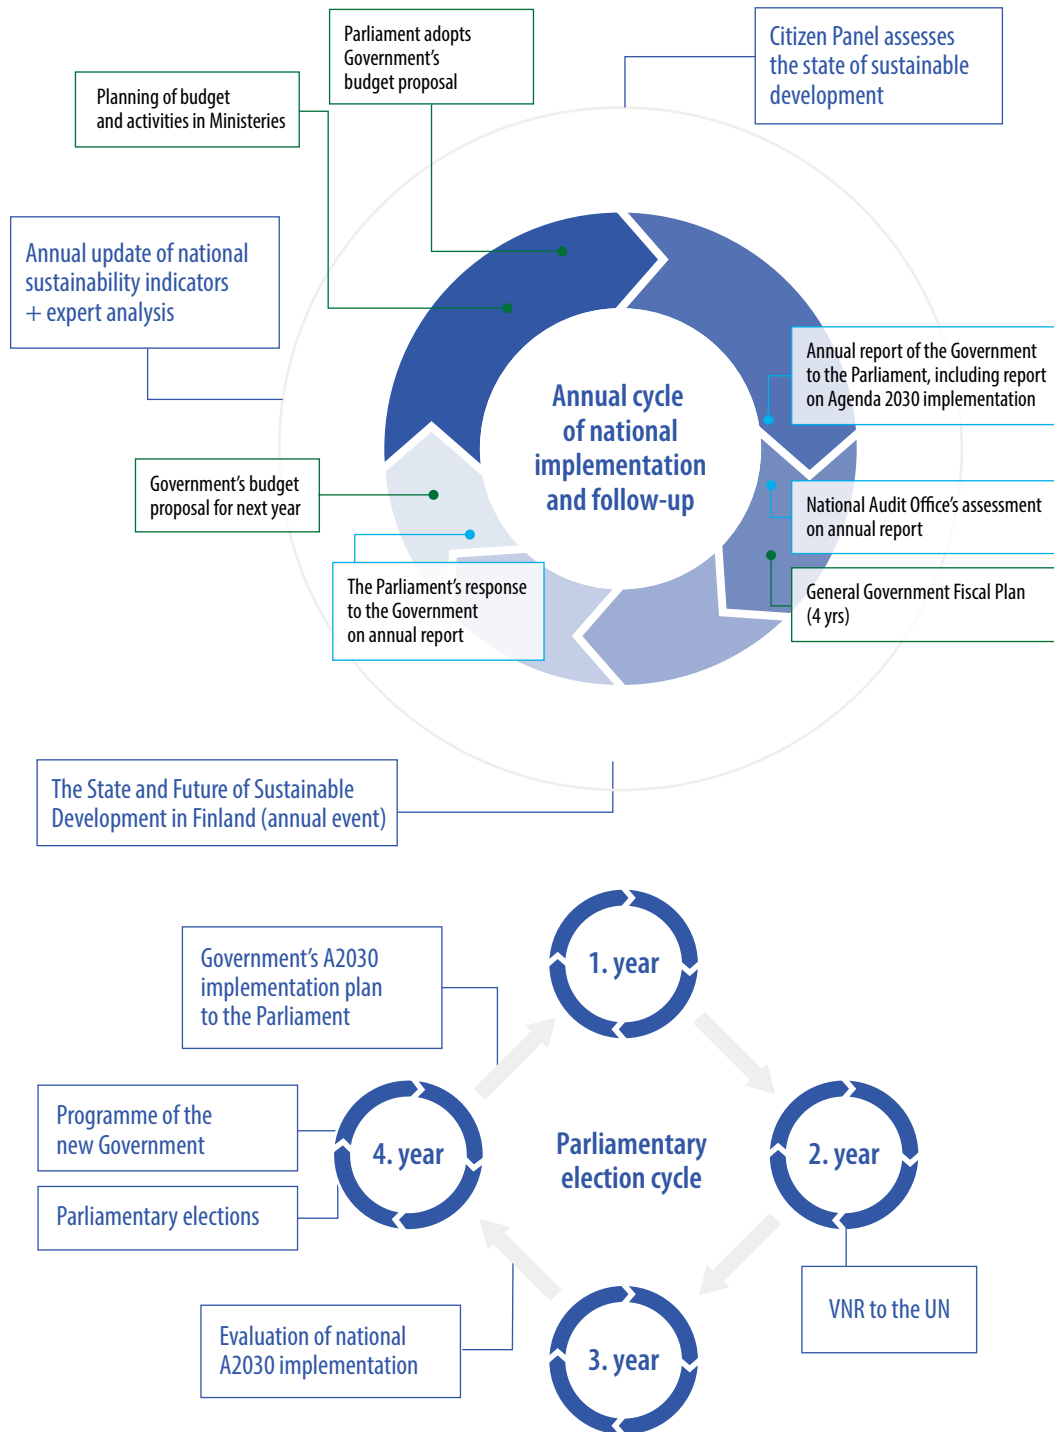 Parliament adopts
Government's
budget proposal
Citizen Panel assesses
the state of sustainable
development
Planning of budget
and activities in Ministeries
Annual update of national
sustainability indicators
+ expert analysis
Annual report of the Government
to the Parliament, including report
on Agenda 2030 implementation
Annual cycle
of national
implementation
and follow-up
Government's budget
proposal for next year
National Audit Office's assessment
on annual report
The Parliament's response
to the Government
on annual report
General Government Fiscal Plan
(4 yrs)
The State and Future of Sustainable
Development in Finland (annual event)
Government's A2030
implementation plan
to the Parliament
1. year
Programme of the
new Government
4. year
Parliamentary
election cycle
2. year
Parliamentary elections
VNR to the UN
Evaluation of national
A2030 implementation
3. year